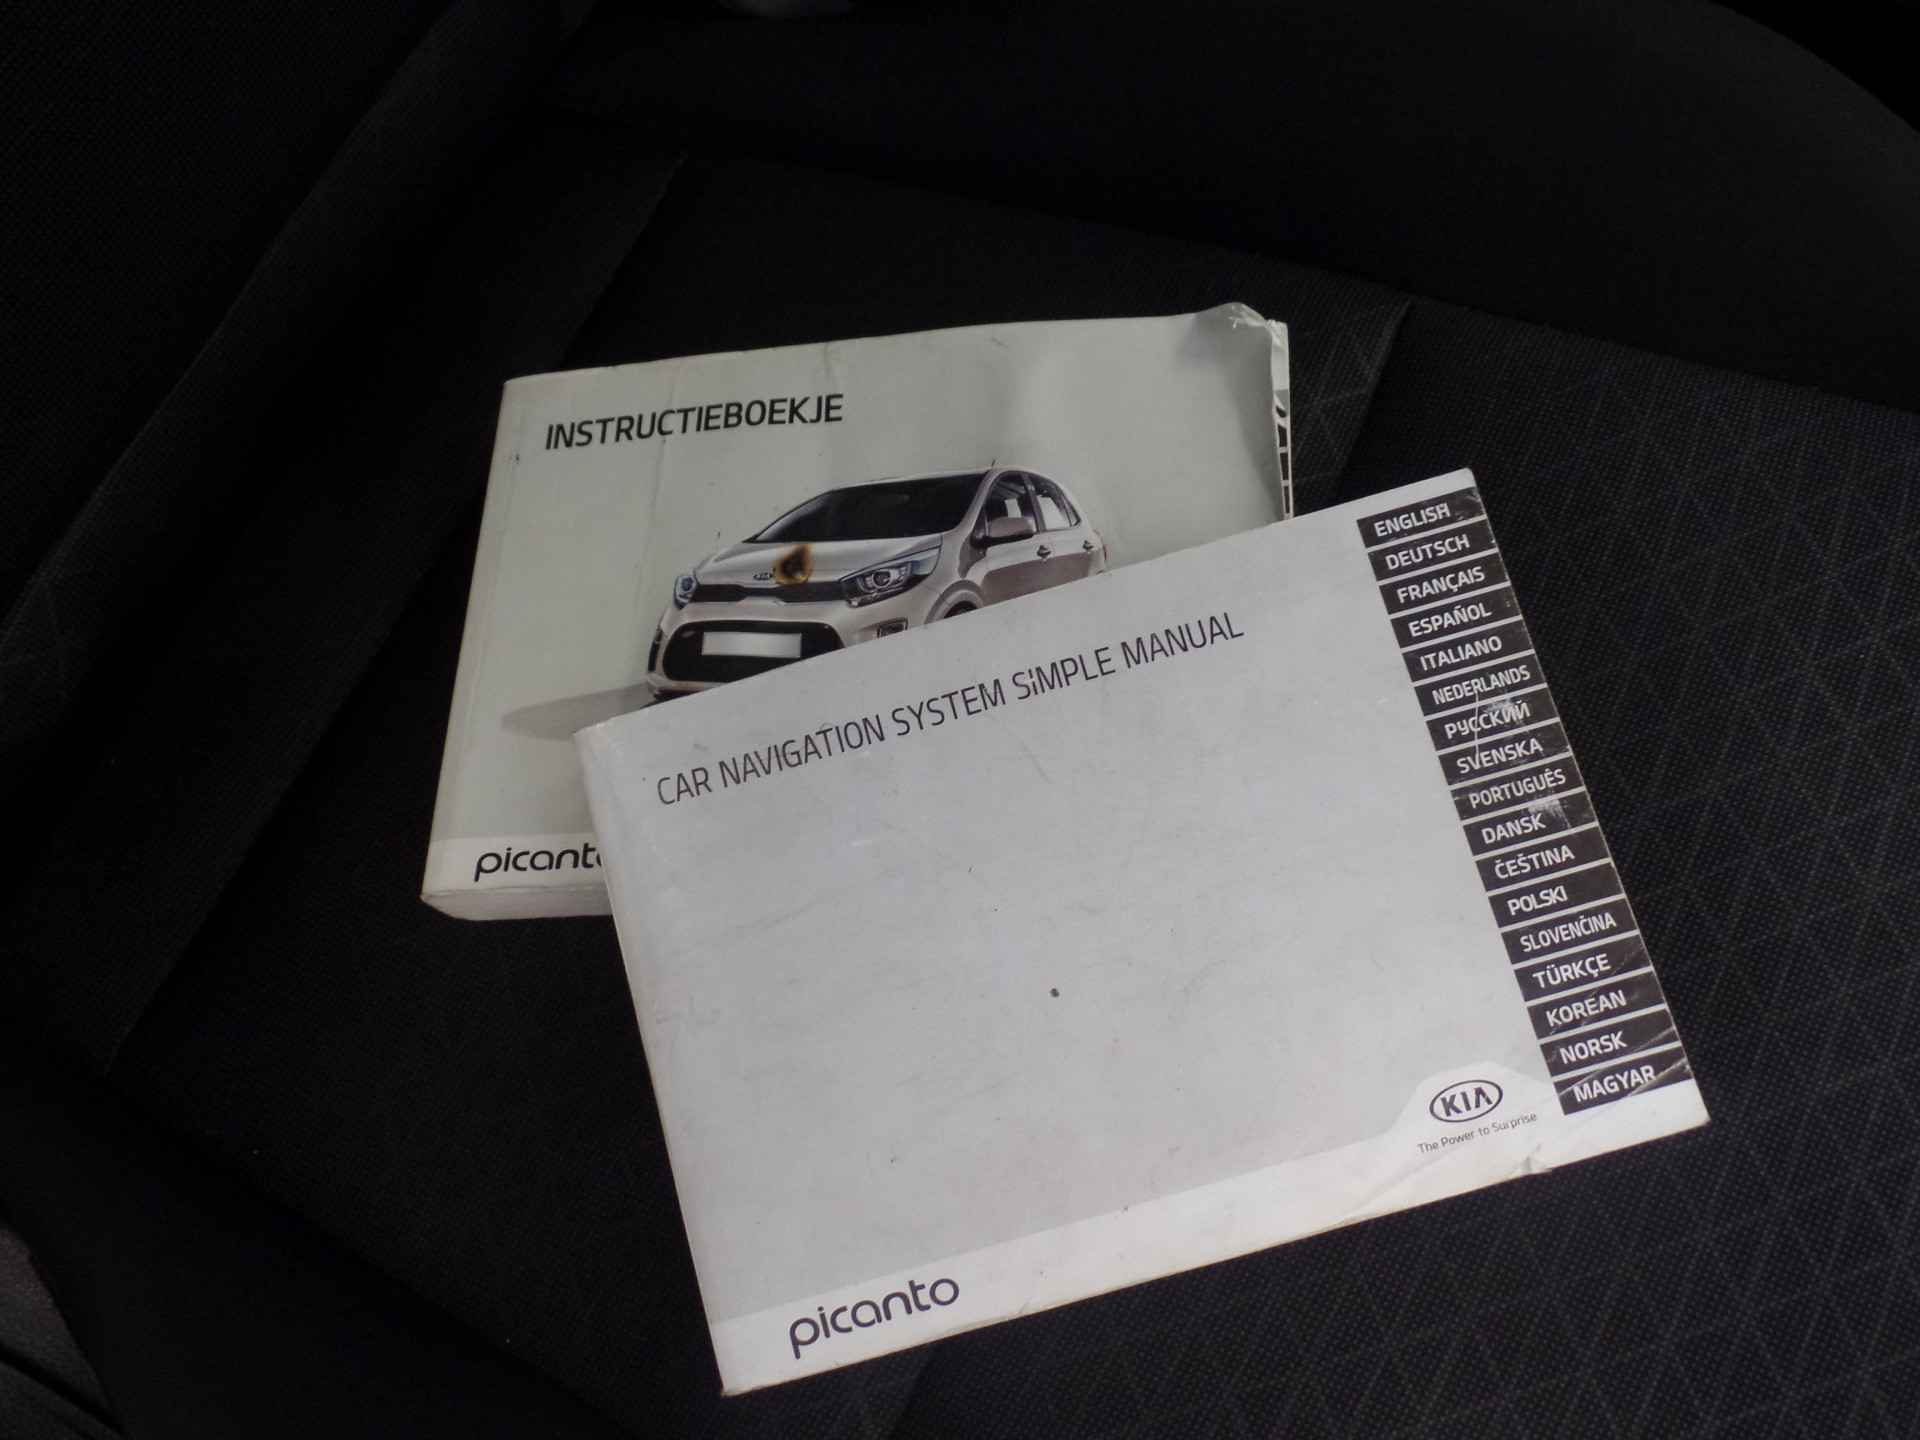 INSTRUCTIEBOEKJE
KIA
picanto
CAR NAVIGATION SYSTEM SIMPLE MANUAL
ENGLISH
DEUTSCH
FRANÇAIS
ESPAÑOL
ITALIANO
NEDERLANDS
РУССКИЙ
SVENSKA
PORTUGUÊS
DANSK
ČEŠTINA
POLSKI
SLOVENČINA
TÜRKÇE
KOREAN
NORSK
MAGYAR
KIA
The Power to Surprise
picanto